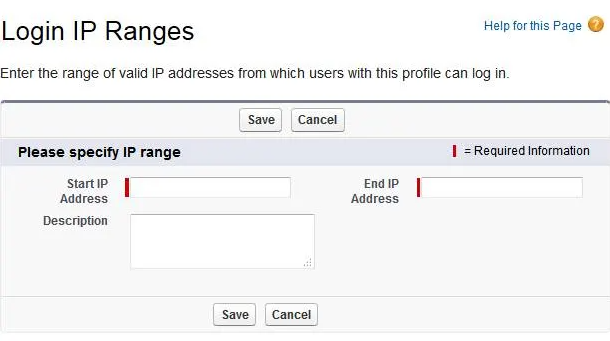 Login IP Ranges
Help for this Page ?
Enter the range of valid IP addresses from which users with this profile can log in.
Save Cancel
Please specify IP range
= Required Information
Start IP Address
End IP Address
Description
Save Cancel